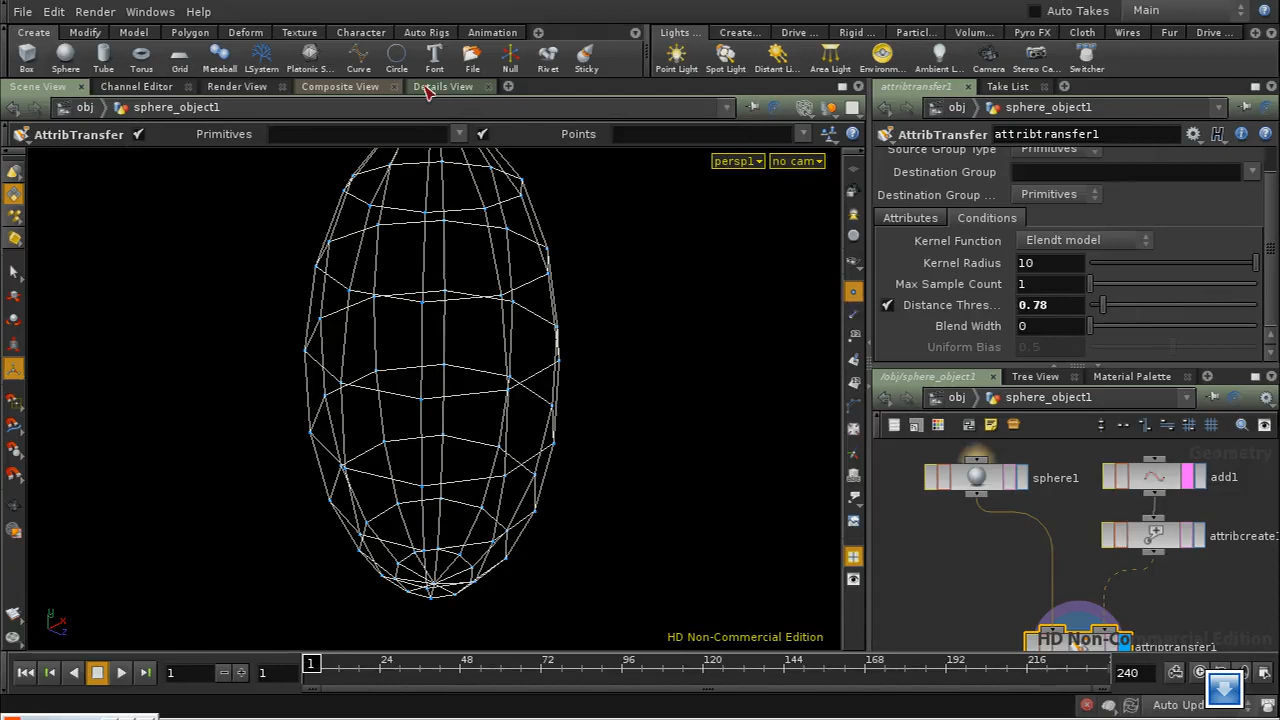 File Edit Render Windows Help Auto Takes Main
Create Modify Model Polygon Deform Texture Character Auto Rigs Animation Lights ... Create... Drive ... Rigid ... Particl... Volum... Pyro FX Cloth Wires Fur Drive ...
Box Sphere Tube Torus Grid Metaball LSystem Platonic S... Curve Circle Font File Null Rivet Sticky Point Light Spot Light Distant Li... Area Light Environm... Ambient L... Camera Stereo Ca... Switcher
Scene View Channel Editor Render View Composite View Details View attribtransfer1 Take List
obj sphere_object1 obj sphere_object1
AttribTransfer Primitives Points AttribTransfer attribtransfer1
Source Group Type Primitives
persp1 no cam
Destination Group
Destination Group ... Primitives
Attributes Conditions
Kernel Function Elendt model
Kernel Radius 10
Max Sample Count 1
Distance Thres... 0.78
Blend Width 0
Uniform Bias 0.5
/obj/sphere_object1 Tree View Material Palette
obj sphere_object1
Geometry
sphere1 add1
attribcreate1
y x z
HD Non-Commercial Edition
HD Non-Commercial Edition
attribtransfer1
1 24 48 72 96 120 144 168 192 216
1 1 240
Auto Up